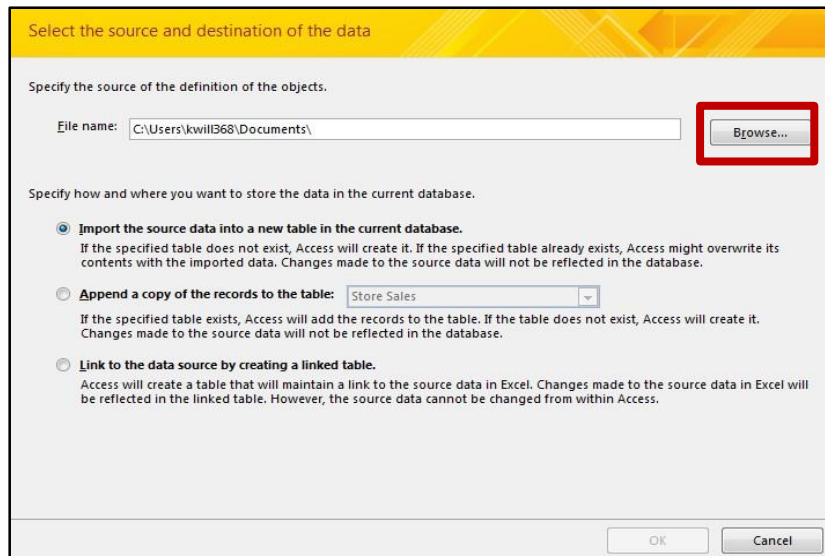 Select the source and destination of the data
Specify the source of the definition of the objects.
File name: C:\Users\kwill368\Documents\ Browse...
Specify how and where you want to store the data in the current database.
Import the source data into a new table in the current database.
If the specified table does not exist, Access will create it. If the specified table already exists, Access might overwrite its
contents with the imported data. Changes made to the source data will not be reflected in the database.
Append a copy of the records to the table: Store Sales
If the specified table exists, Access will add the records to the table. If the table does not exist, Access will create it.
Changes made to the source data will not be reflected in the database.
Link to the data source by creating a linked table.
Access will create a table that will maintain a link to the source data in Excel. Changes made to the source data in Excel will
be reflected in the linked table. However, the source data cannot be changed from within Access.
OK Cancel